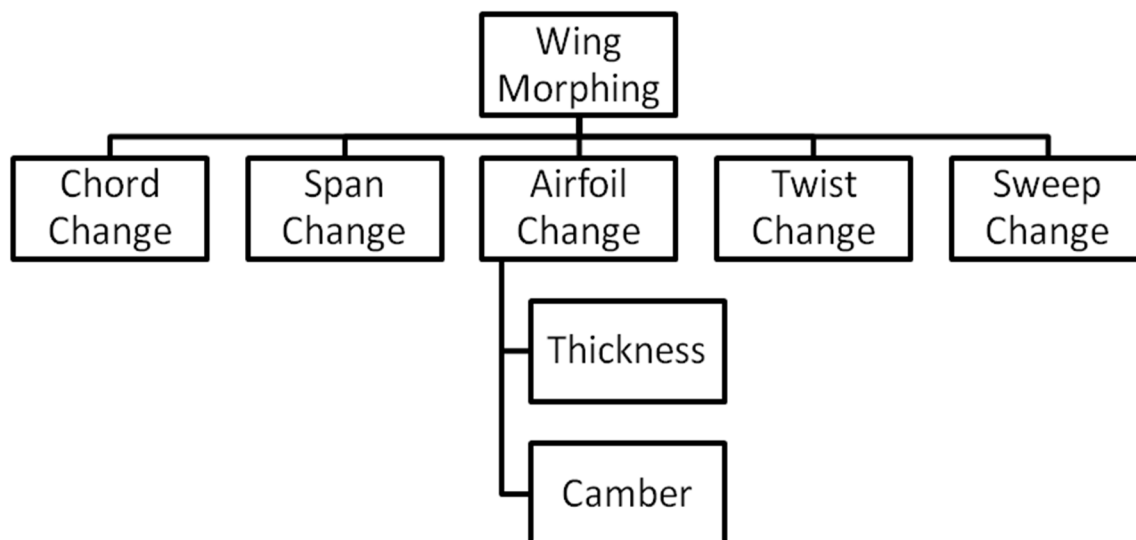 Wing
Morphing
Chord
Change
Span
Change
Airfoil
Change
Twist
Change
Sweep
Change
Thickness
Camber